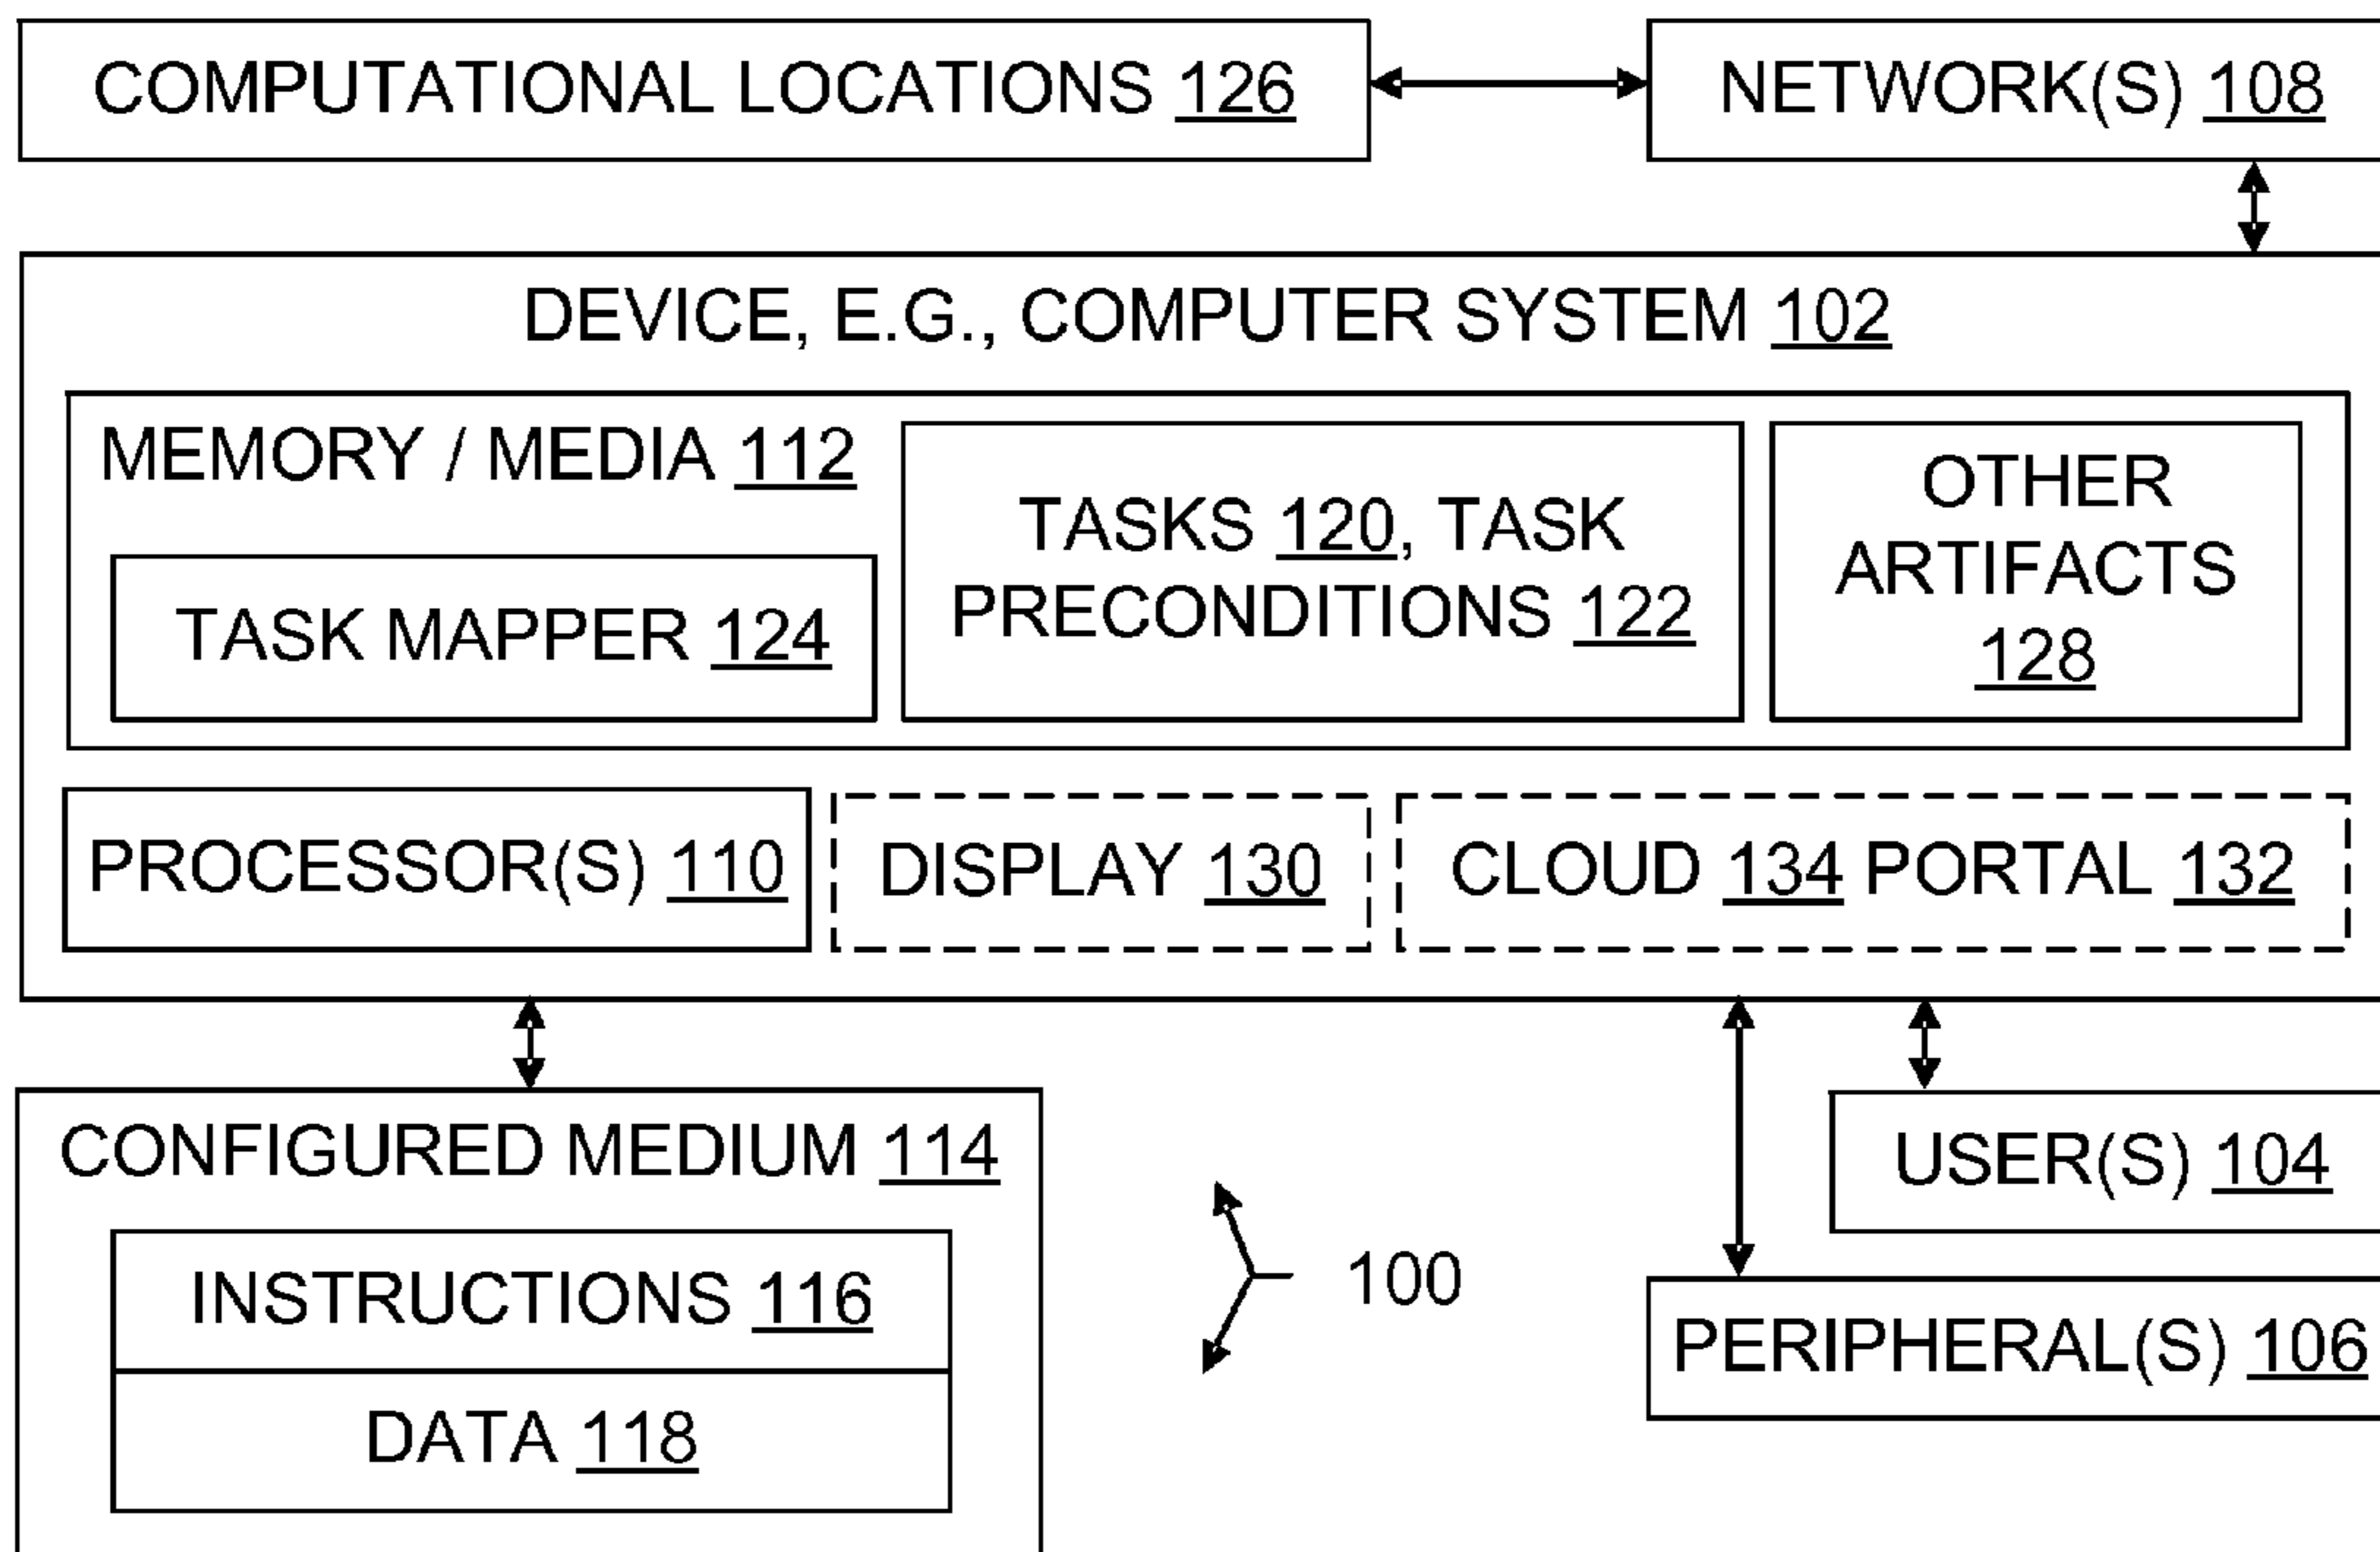 COMPUTATIONAL LOCATIONS 126
NETWORK(S) 108
DEVICE, E.G., COMPUTER SYSTEM 102
MEMORY / MEDIA 112
TASK MAPPER 124
TASKS 120, TASK
PRECONDITIONS 122
OTHER
ARTIFACTS
128
PROCESSOR(S) 110
DISPLAY 130
CLOUD 134 PORTAL 132
CONFIGURED MEDIUM 114
INSTRUCTIONS 116
DATA 118
100
USER(S) 104
PERIPHERAL(S) 106